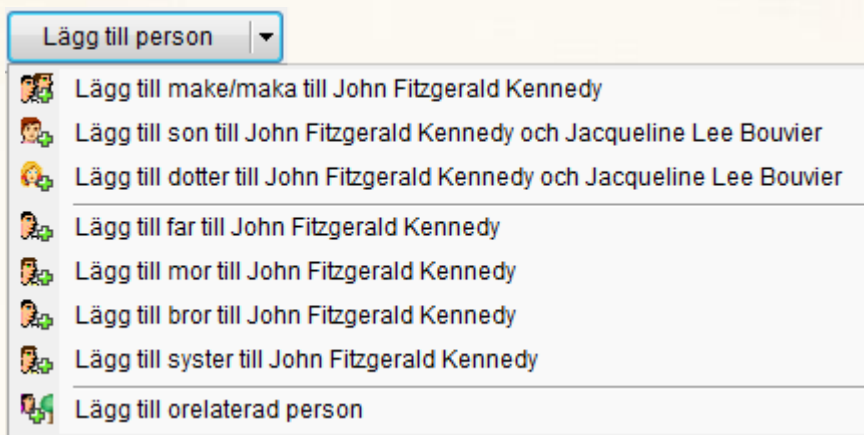 Lägg till person
Lägg till make/maka till John Fitzgerald Kennedy
Lägg till son till John Fitzgerald Kennedy och Jacqueline Lee Bouvier
Lägg till dotter till John Fitzgerald Kennedy och Jacqueline Lee Bouvier
Lägg till far till John Fitzgerald Kennedy
Lägg till mor till John Fitzgerald Kennedy
Lägg till bror till John Fitzgerald Kennedy
Lägg till syster till John Fitzgerald Kennedy
Lägg till orelaterad person